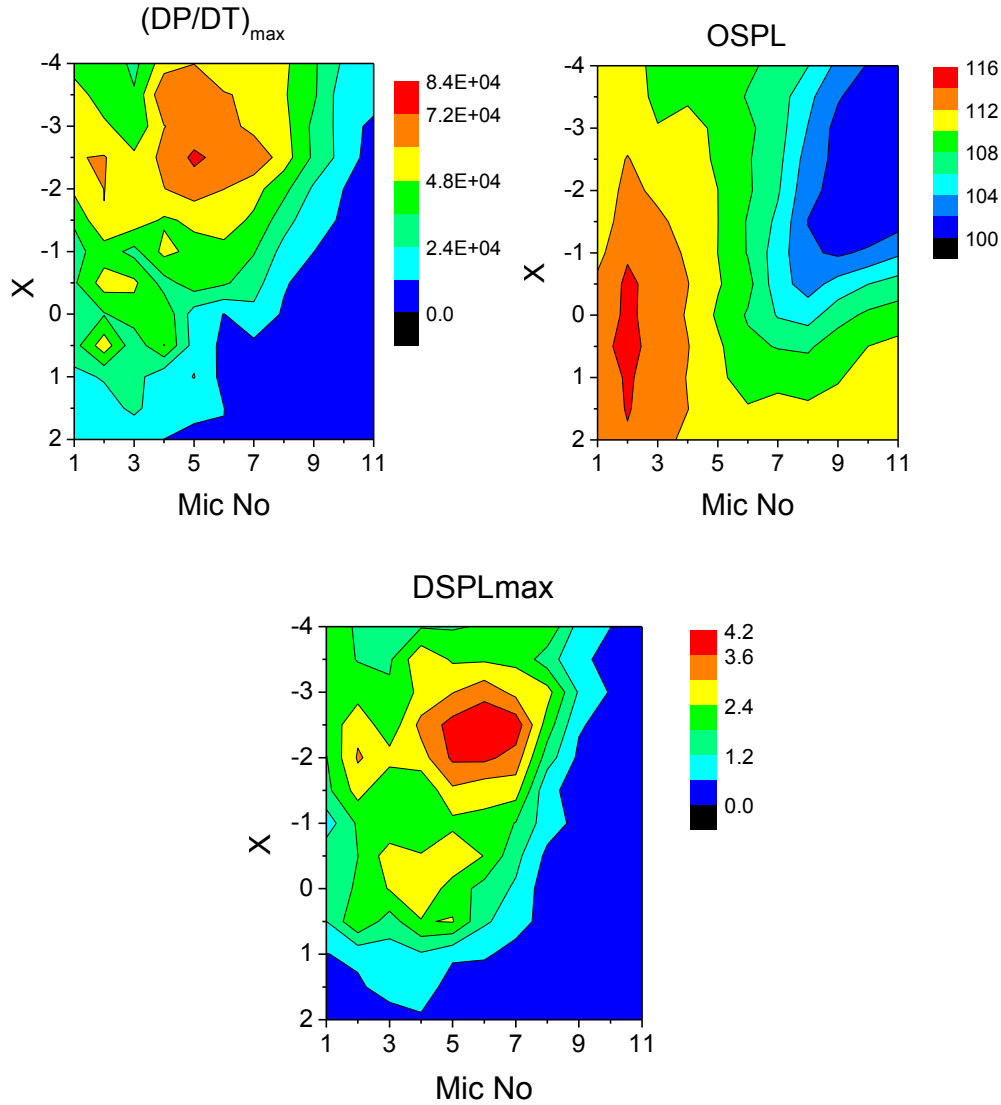 (DP/DT)max
-4
-3
-2
-1
0
1
2
X
1 3 5 7 9 11
Mic No
8.4E+04
7.2E+04
4.8E+04
2.4E+04
0.0
OSPL
-4
-3
-2
-1
0
1
2
X
1 3 5 7 9 11
Mic No
116
112
108
104
100
DSPLmax
-4
-3
-2
-1
0
1
2
X
1 3 5 7 9 11
Mic No
4.2
3.6
2.4
1.2
0.0